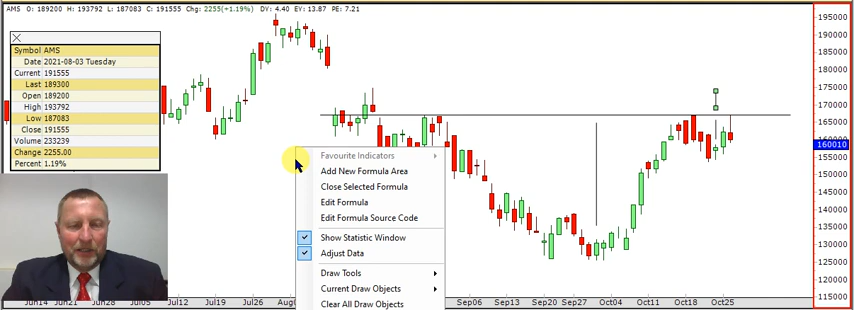 AMS O: 189200 H: 193792 L: 187083 C: 191555 Chg: 2255(+1.19%) DV: 4.40 EV: 13.87 PE: 7.21
Symbol AMS
Date 2021-08-03 Tuesday
Current 191555
Last 189300
Open 189200
High 193792
Low 187083
Close 191555
Volume 233239
Change 2255.00
Percent 1.19%
Favourite Indicators
Add New Formula Area
Close Selected Formula
Edit Formula
Edit Formula Source Code
Show Statistic Window
Adjust Data
Draw Tools
Current Draw Objects
Clear All Draw Objects
195000
190000
185000
180000
175000
170000
165000
160010
155000
150000
145000
140000
135000
130000
125000
120000
115000
Jun14 Jun21 Jun28 Jul05 Jul12 Jul19 Jul26 Sep06 Sep13 Sep20 Sep27 Oct04 Oct11 Oct18 Oct25